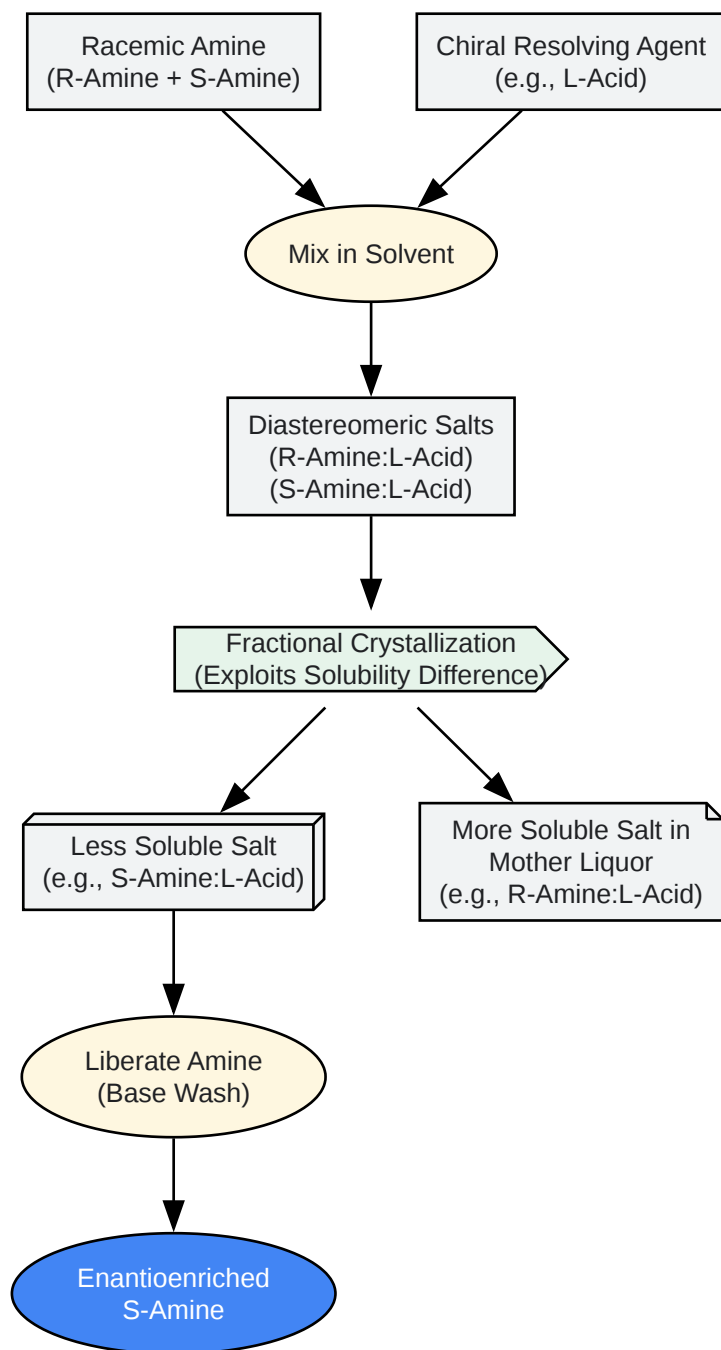 Racemic Amine
(R-Amine + S-Amine)
Chiral Resolving Agent
(e.g., L-Acid)
Mix in Solvent
Diastereomeric Salts
(R-Amine:L-Acid)
(S-Amine:L-Acid)
Fractional Crystallization
(Exploits Solubility Difference)
Less Soluble Salt
(e.g., S-Amine:L-Acid)
More Soluble Salt in
Mother Liquor
(e.g., R-Amine:L-Acid)
Liberate Amine
(Base Wash)
Enantioenriched
S-Amine